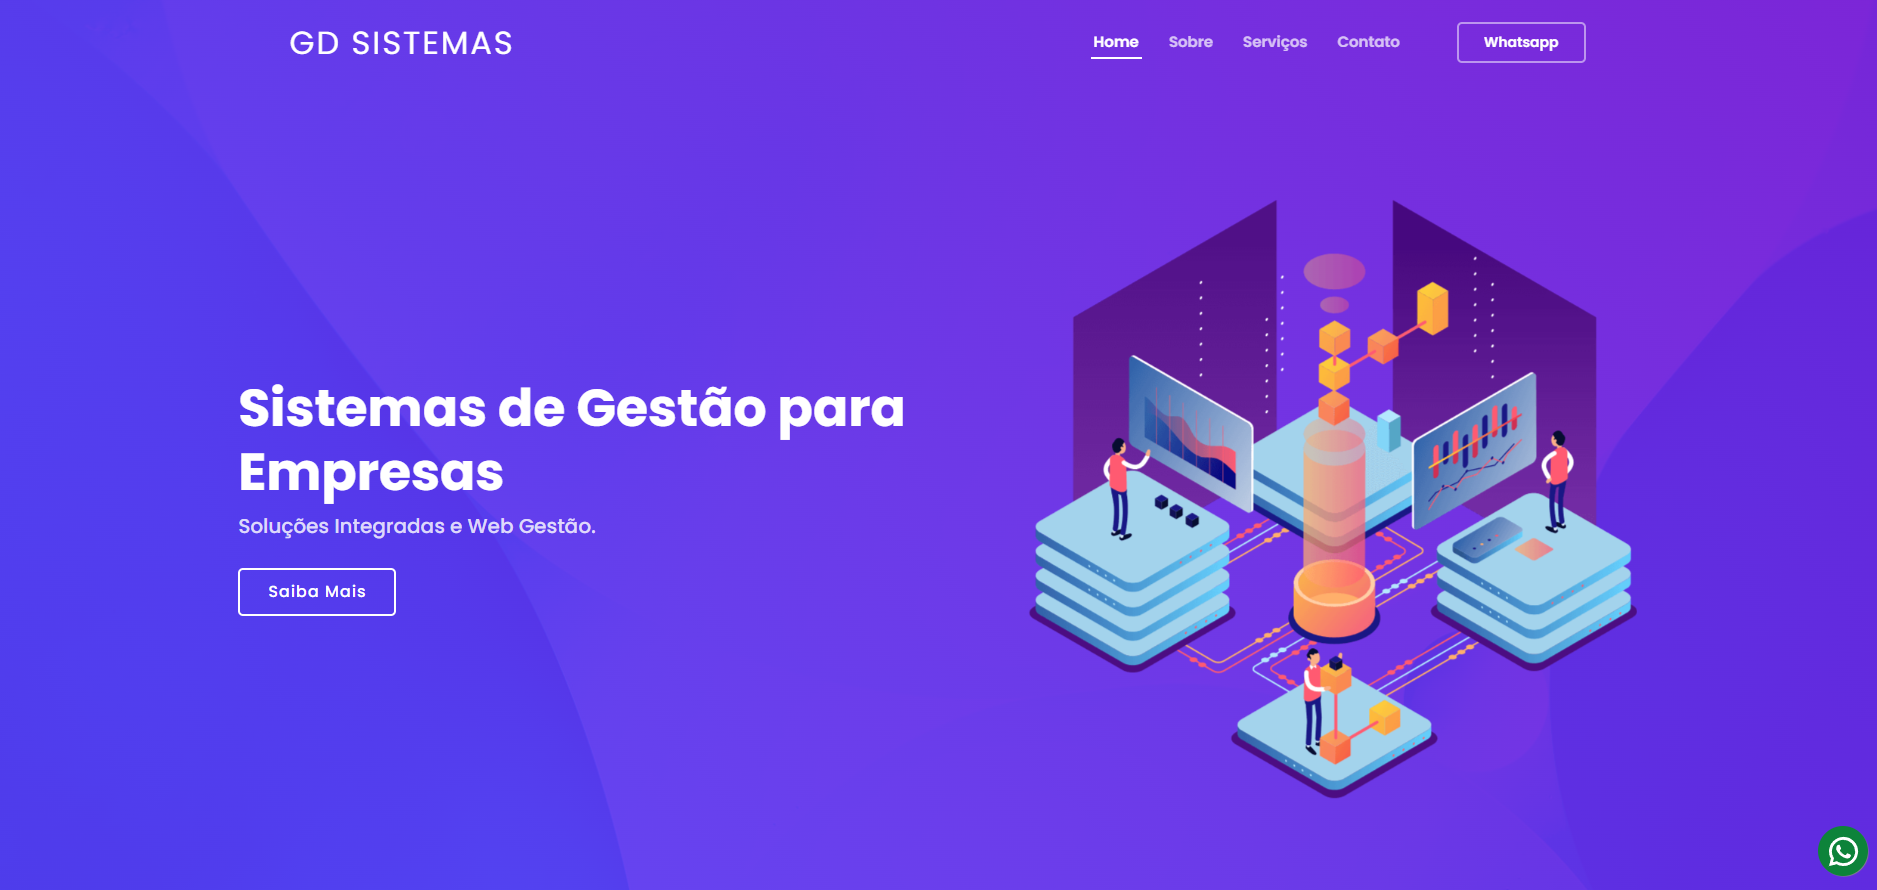 GD SISTEMAS
Home Sobre Serviços Contato Whatsapp
Sistemas de Gestão para
Empresas
Soluções Integradas e Web Gestão.
Saiba Mais